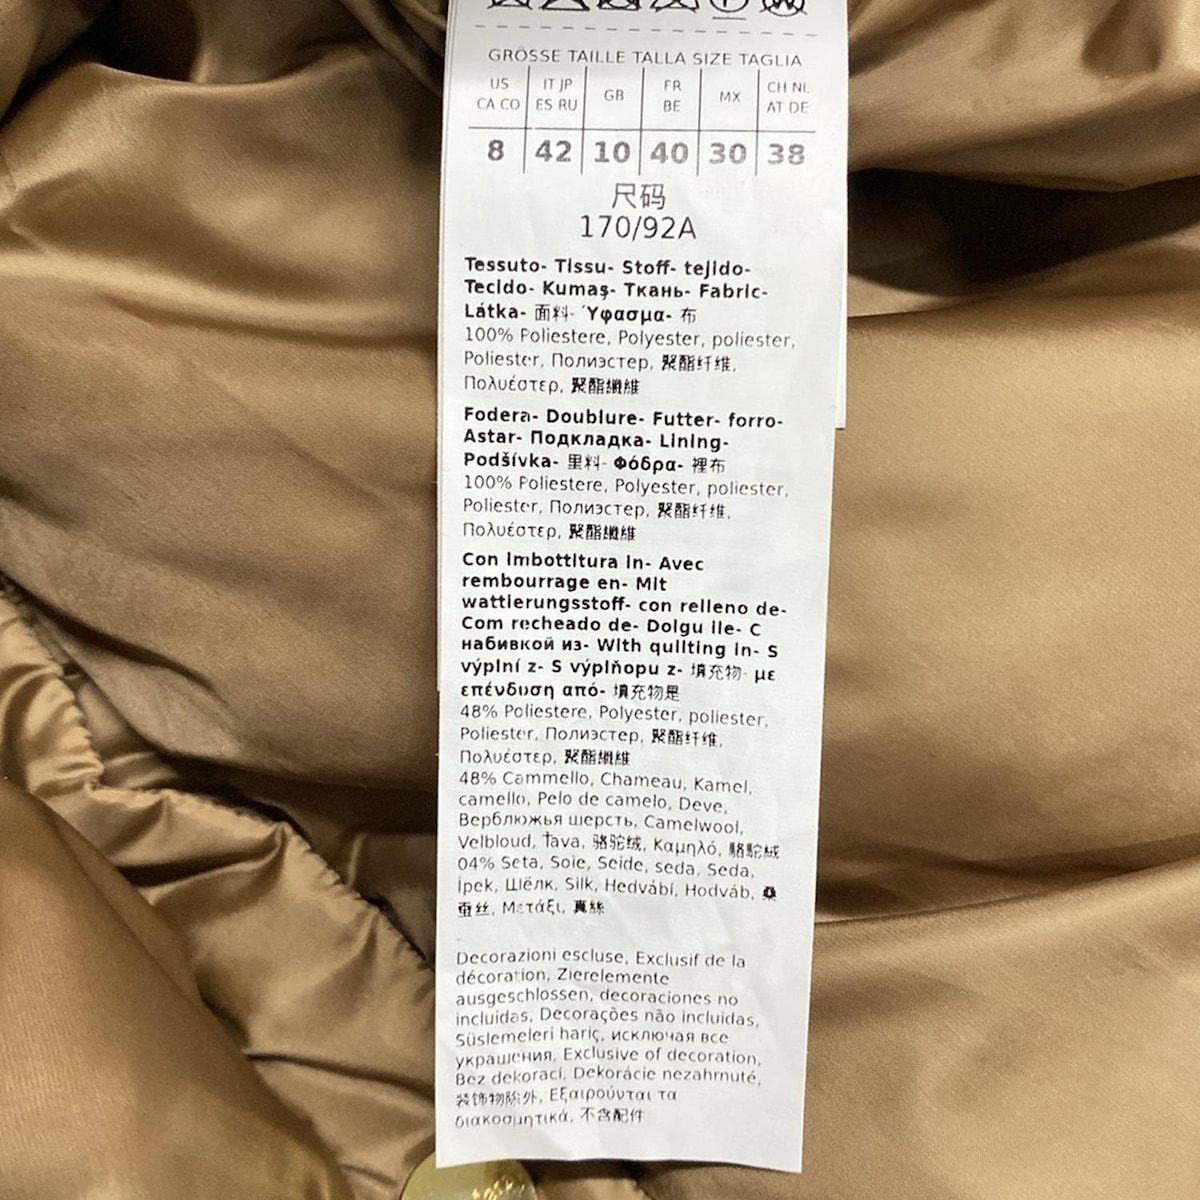 GRÖSSE TAILLE TALLA SIZE TAGLIA
US IT JP GB FR MX CH NL
CA CO ES RU BE AT DE
8 42 10 40 30 38
尺码
170/92A
Tessuto- Tissu- Stoff- tejido-
Tecido- Kumaş- Ткань- Fabric-
Látka- 面料- Ύφασμα- 布
100% Poliestere, Polyester, poliester,
Poliester, Полиэстер, 聚酯纤维,
Πολυέστερ, 聚酯纖維
Fodera- Doublure- Futter- forro-
Astar- Подкладка- Lining-
Podšívka- 里料- Φόδρα- 裡布
100% Poliestere, Polyester, poliester,
Poliester, Полиэстер, 聚酯纤维,
Πολυέστερ, 聚酯纖維
Con imbottitura in- Avec
rembourrage en- Mit
wattierungsstoff- con relleno de-
Com recheado de- Dolgu ile- С
набивкой из- With quilting in- S
výplní z- S výplňopu z- 填充物- με
επένδυση από- 填充物是
48% Poliestere, Polyester, poliester,
Poliester, Полиэстер, 聚酯纤维,
Πολυέστερ, 聚酯纖維
48% Cammello, Chameau, Kamel,
camello, Pelo de camelo, Deve,
Верблюжья шерсть, Camelwool,
Velbloud, Ťava, 骆驼绒, Καμηλό, 駱駝絨
04% Seta, Soie, Seide, seda, Seda,
İpek, Шёлк, Silk, Hedvábí, Hodváb, 桑
蚕丝, Μετάξι, 真絲
Decorazioni escluse, Exclusif de la
décoration, Zierelemente
ausgeschlossen, decoraciones no
incluidas, Decorações não incluidas,
Süslemeleri hariç, исключая все
украшения, Exclusive of decoration,
Bez dekorací, Dekorácie nezahrnuté,
装饰物除外, Εξαιρούνται τα
διακοσμητικά, 不含配件